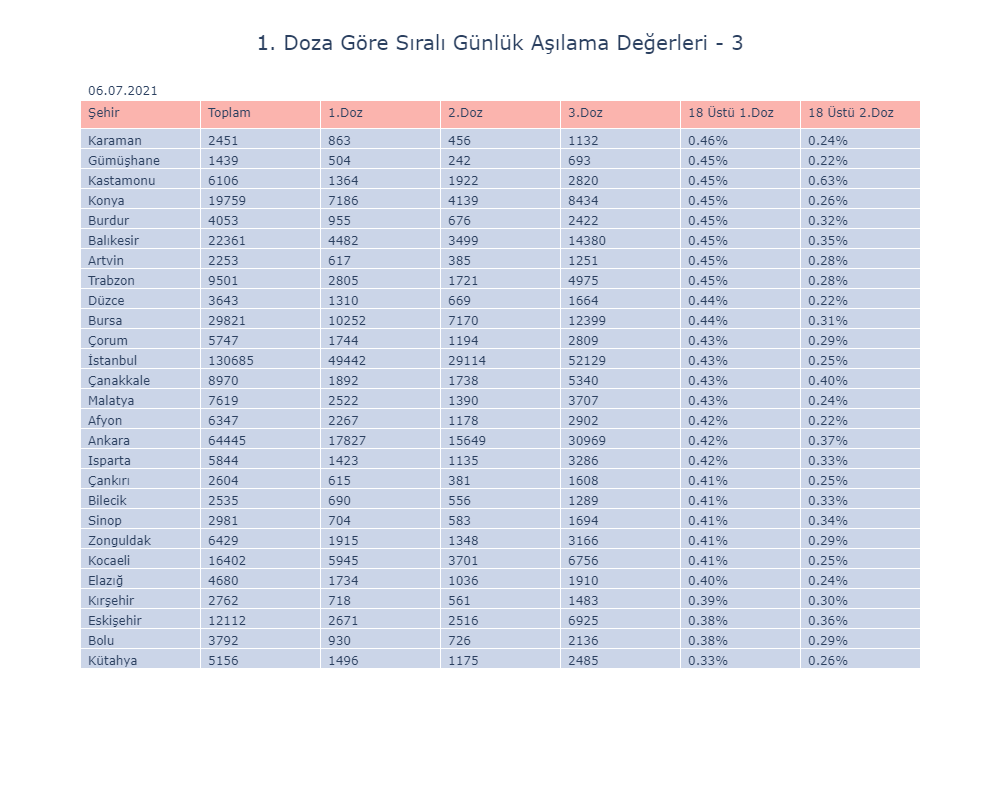 1. Doza Göre Sıralı Günlük Aşılama Değerleri - 3
06.07.2021
Şehir Toplam 1.Doz 2.Doz 3.Doz 18 Üstü 1.Doz 18 Üstü 2.Doz
Karaman 2451 863 456 1132 0.46% 0.24%
Gümüşhane 1439 504 242 693 0.45% 0.22%
Kastamonu 6106 1364 1922 2820 0.45% 0.63%
Konya 19759 7186 4139 8434 0.45% 0.26%
Burdur 4053 955 676 2422 0.45% 0.32%
Balıkesir 22361 4482 3499 14380 0.45% 0.35%
Artvin 2253 617 385 1251 0.45% 0.28%
Trabzon 9501 2805 1721 4975 0.45% 0.28%
Düzce 3643 1310 669 1664 0.44% 0.22%
Bursa 29821 10252 7170 12399 0.44% 0.31%
Çorum 5747 1744 1194 2809 0.43% 0.29%
İstanbul 130685 49442 29114 52129 0.43% 0.25%
Çanakkale 8970 1892 1738 5340 0.43% 0.40%
Malatya 7619 2522 1390 3707 0.43% 0.24%
Afyon 6347 2267 1178 2902 0.42% 0.22%
Ankara 64445 17827 15649 30969 0.42% 0.37%
Isparta 5844 1423 1135 3286 0.42% 0.33%
Çankırı 2604 615 381 1608 0.41% 0.25%
Bilecik 2535 690 556 1289 0.41% 0.33%
Sinop 2981 704 583 1694 0.41% 0.34%
Zonguldak 6429 1915 1348 3166 0.41% 0.29%
Kocaeli 16402 5945 3701 6756 0.41% 0.25%
Elazığ 4680 1734 1036 1910 0.40% 0.24%
Kırşehir 2762 718 561 1483 0.39% 0.30%
Eskişehir 12112 2671 2516 6925 0.38% 0.36%
Bolu 3792 930 726 2136 0.38% 0.29%
Kütahya 5156 1496 1175 2485 0.33% 0.26%